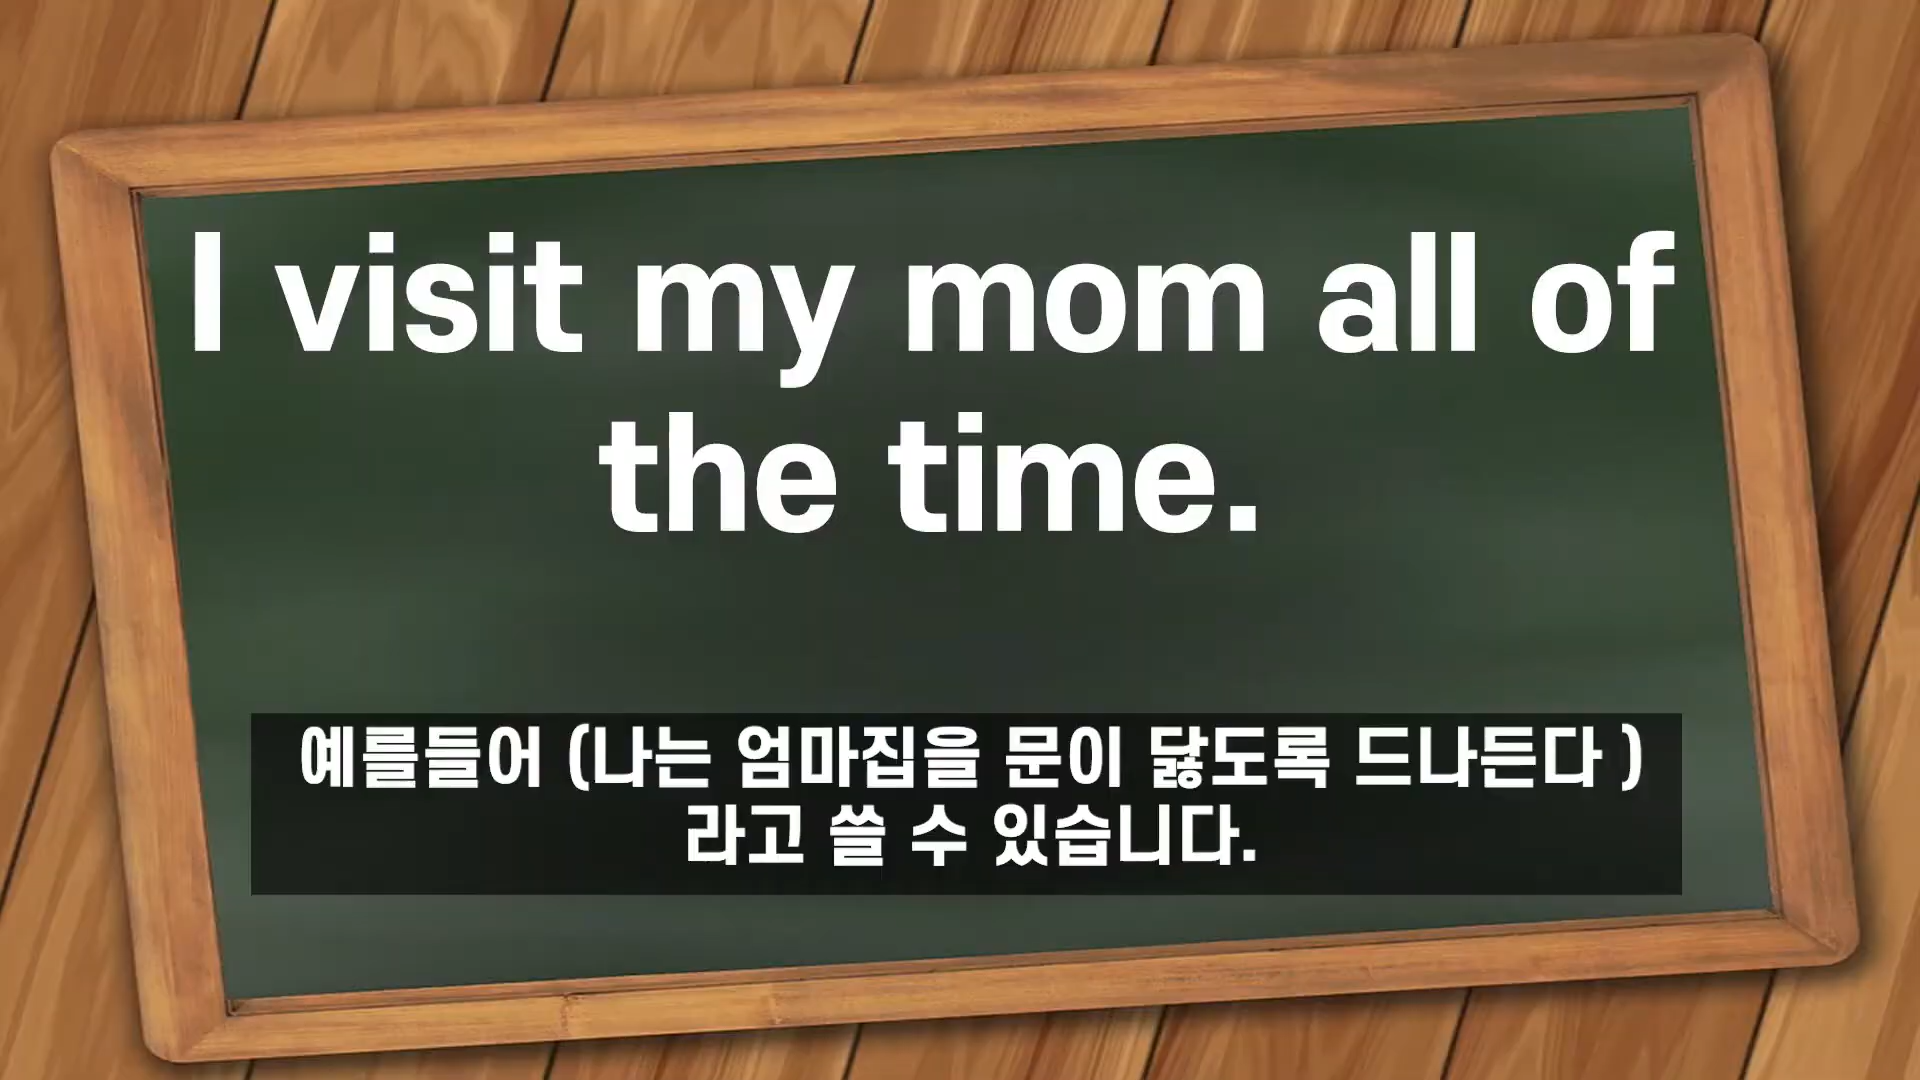 I visit my mom all of
the time.
예를들어 (나는 엄마집을 문이 닳도록 드나든다 )
라고 쓸 수 있습니다.